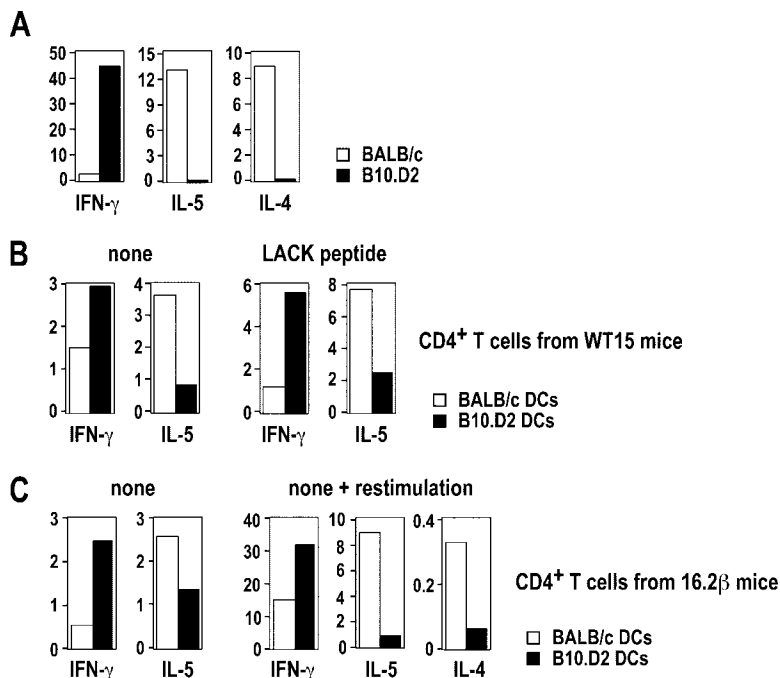 A
50
40
30
20
10
0
IFN-γ
15
12
9
6
3
0
IL-5
10
8
6
4
2
0
IL-4
BALB/c
B10.D2
B
none
LACK peptide
3
2
1
0
IFN-γ
4
3
2
1
0
IL-5
6
4
2
0
IFN-γ
8
6
4
2
0
IL-5
CD4+ T cells from WT15 mice
BALB/c DCs
B10.D2 DCs
C
none
none + restimulation
3
2
1
0
IFN-γ
3
2
1
0
IL-5
40
30
20
10
0
IFN-γ
10
8
6
4
2
0
IL-5
0.4
0.2
0
IL-4
CD4+ T cells from 16.2β mice
BALB/c DCs
B10.D2 DCs